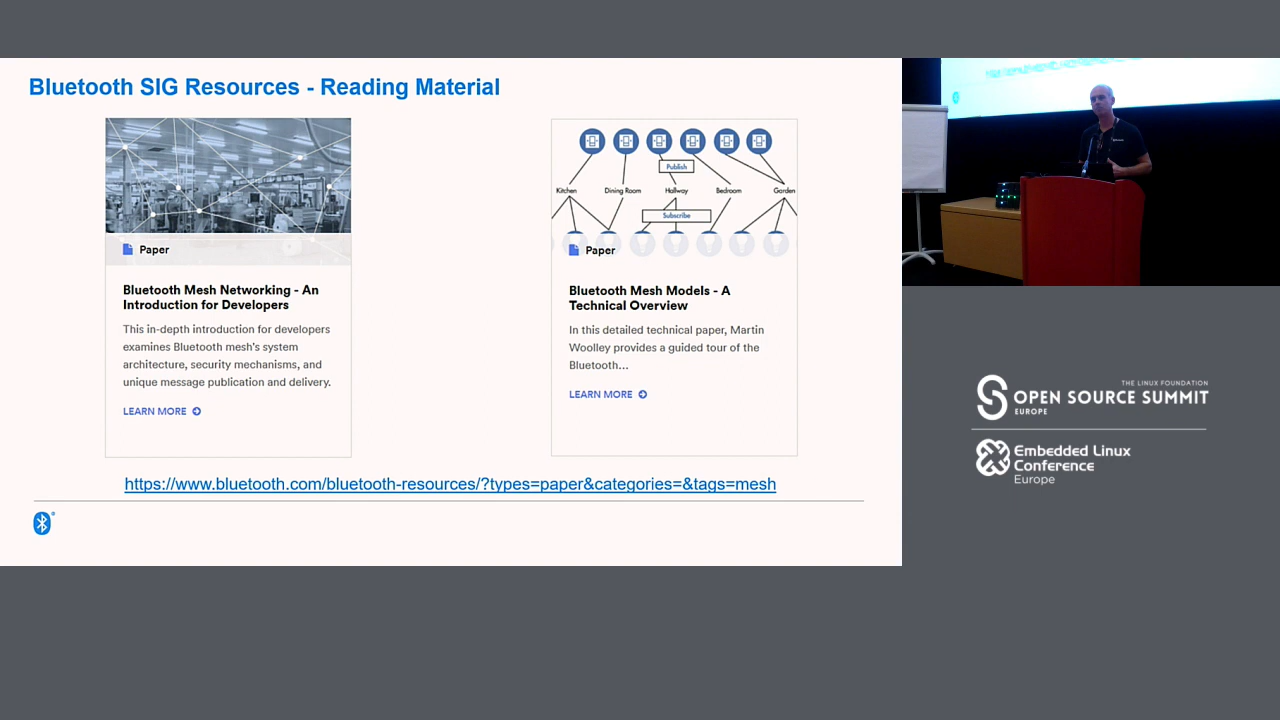 Bluetooth SIG Resources - Reading Material
Paper
Bluetooth Mesh Networking - An
Introduction for Developers
This in-depth introduction for developers
examines Bluetooth mesh's system
architecture, security mechanisms, and
unique message publication and delivery.
LEARN MORE
Publish
Kitchen
Dining Room
Hallway
Bedroom
Garden
Subscribe
Paper
Bluetooth Mesh Models - A
Technical Overview
In this detailed technical paper, Martin
Woolley provides a guided tour of the
Bluetooth...
LEARN MORE
https://www.bluetooth.com/bluetooth-resources/?types=paper&categories=&tags=mesh
THE LINUX FOUNDATION
OPEN SOURCE SUMMIT
EUROPE
Embedded Linux
Conference
Europe